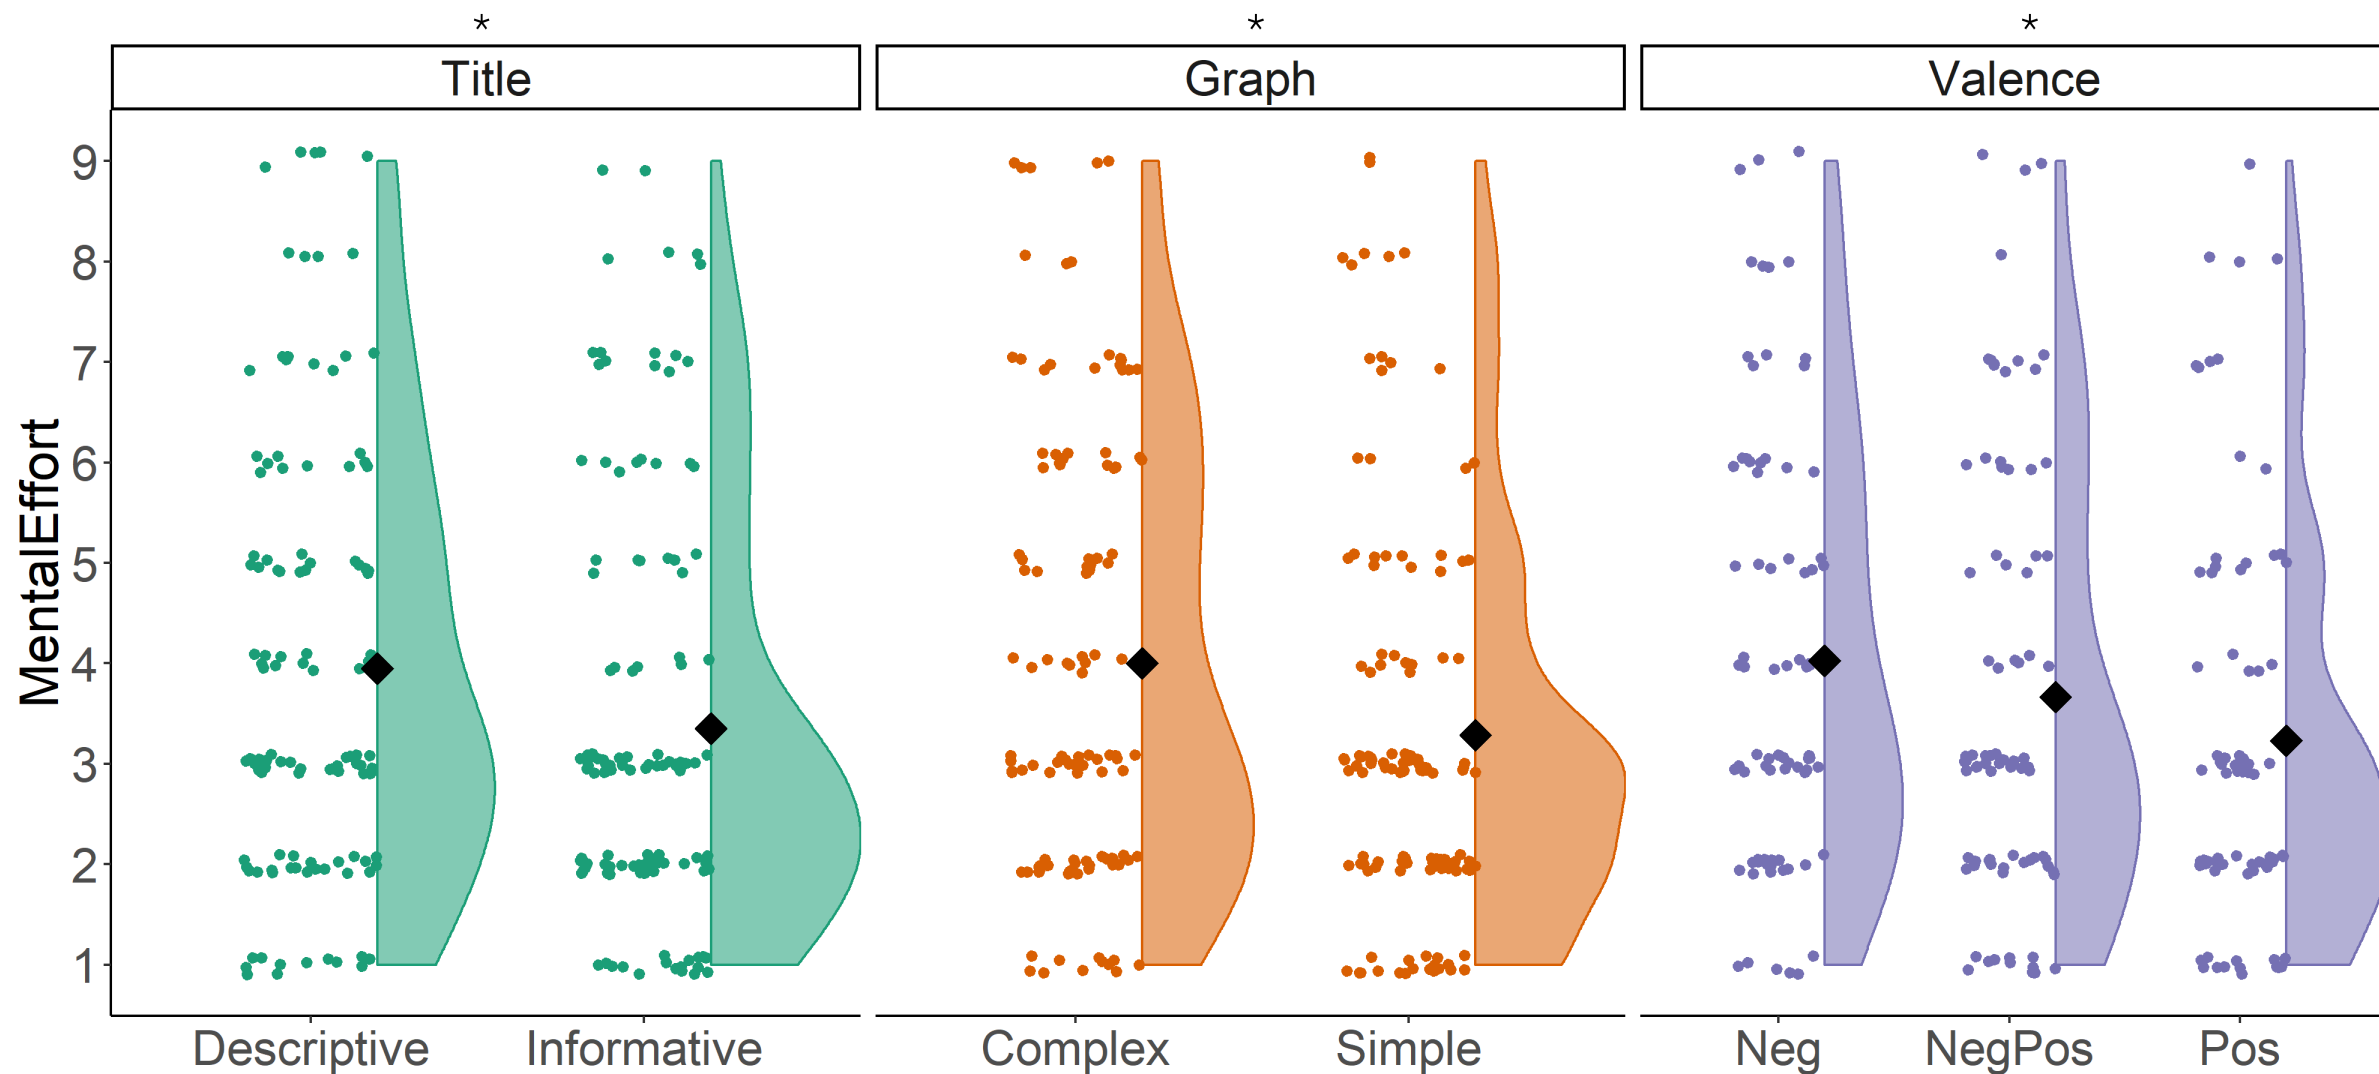 * * *
Title Graph Valence
MentalEffort
9
8
7
6
5
4
3
2
1
Descriptive Informative Complex Simple Neg NegPos Pos